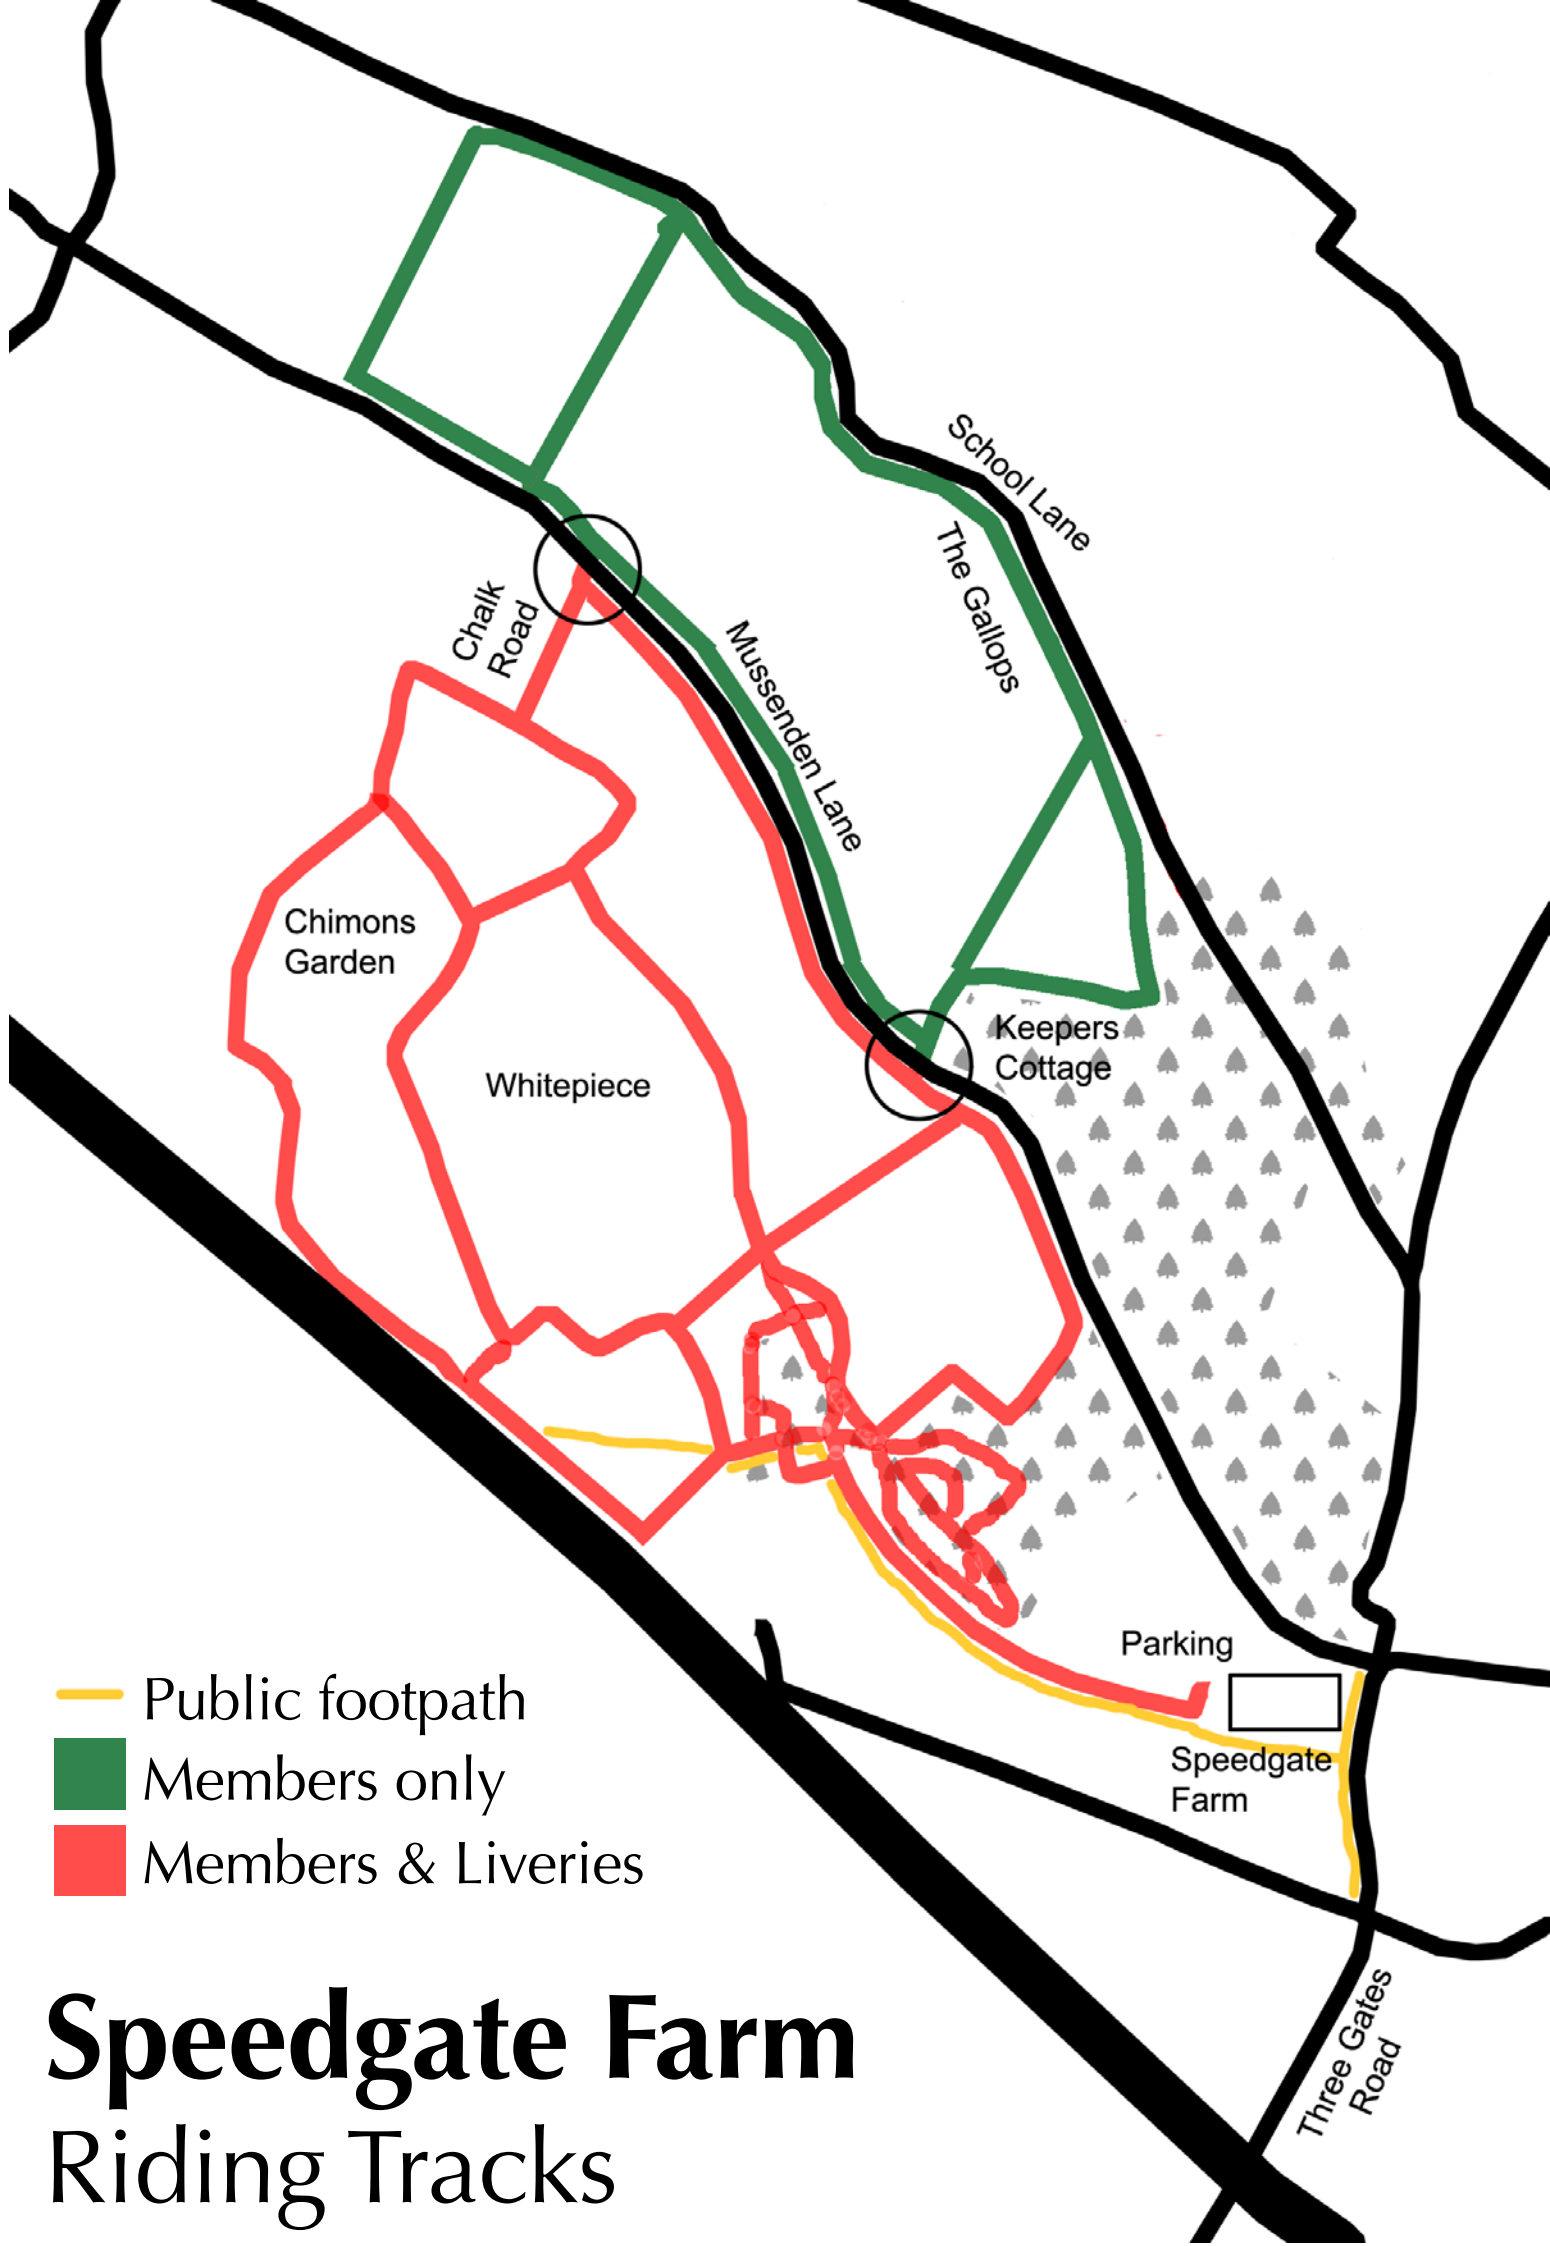 School Lane
The Gallops
Chalk
Road
Mussenden Lane
Chimons
Garden
Keepers
Cottage
Whitepiece
Parking
Speedgate
Farm
Public footpath
Members only
Members & Liveries
Three Gates
Road
Speedgate Farm
Riding Tracks